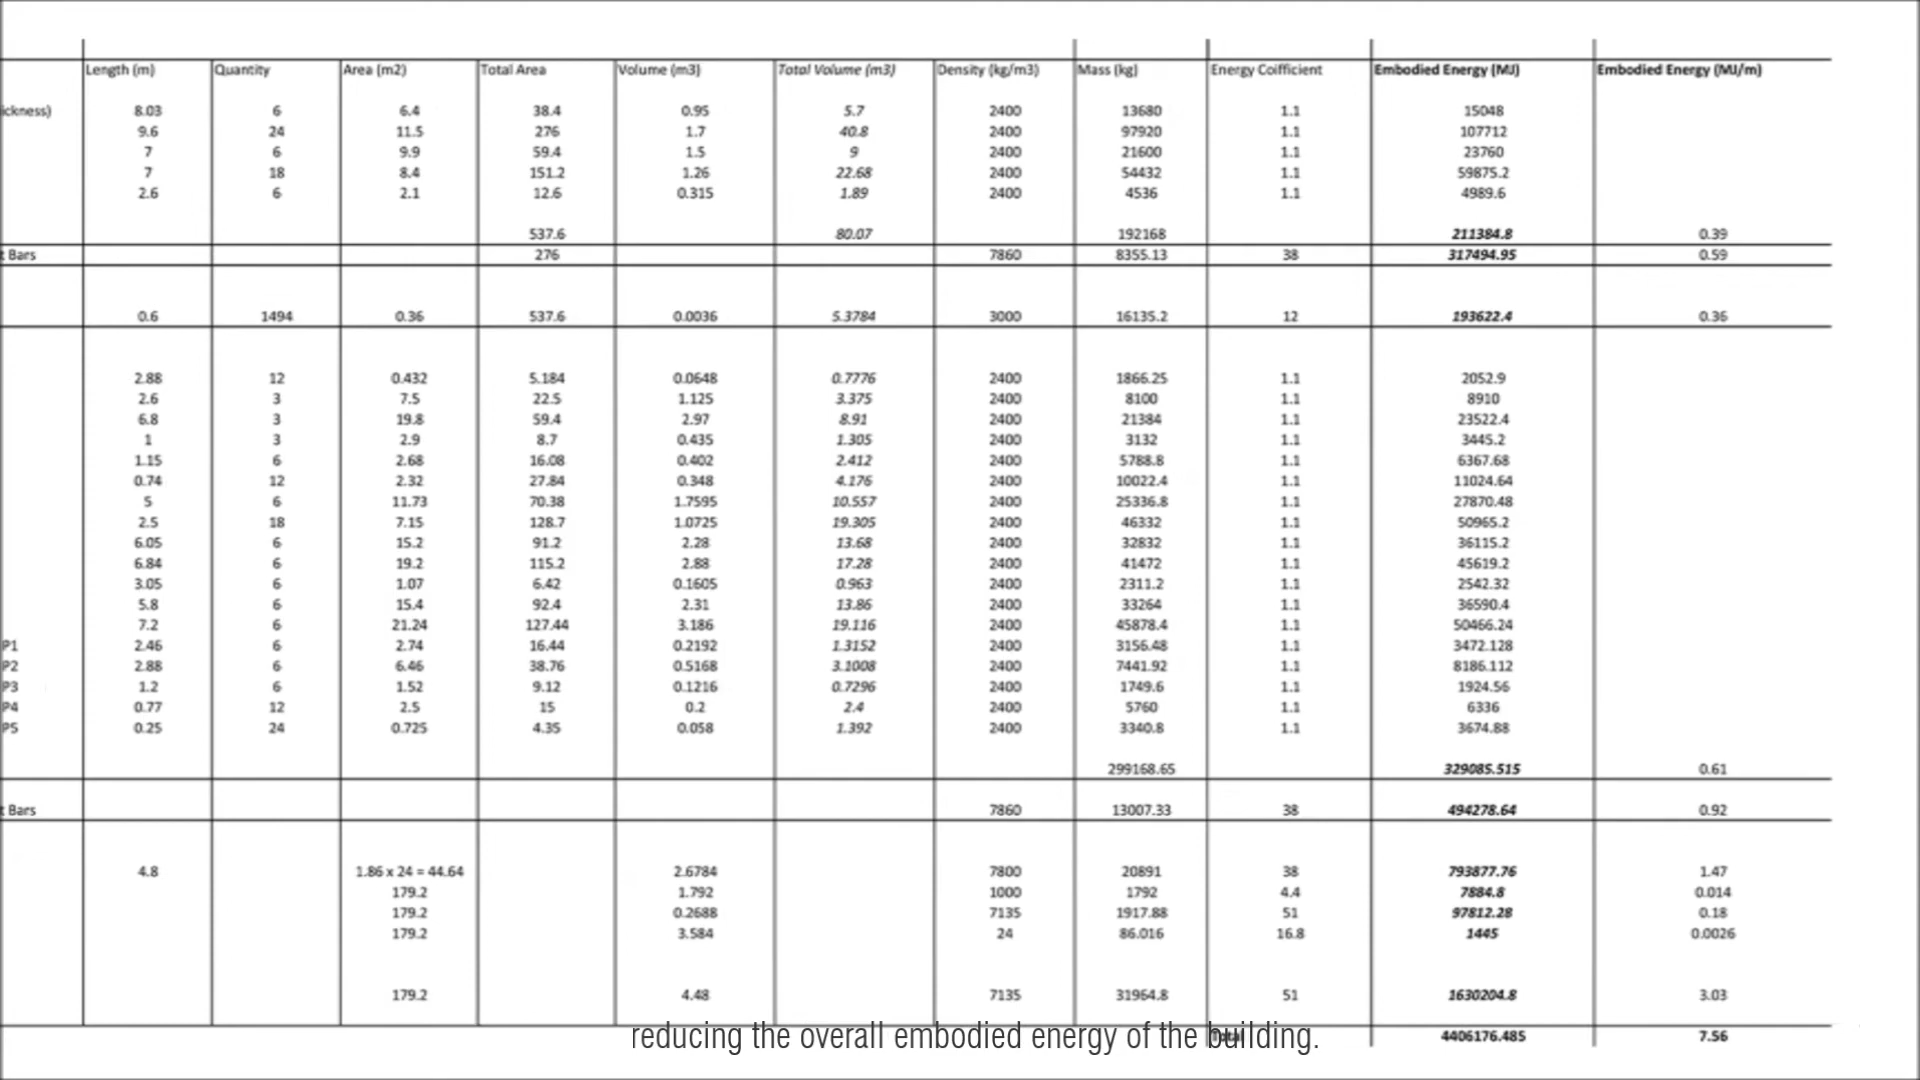 Length (m) Quantity Area (m2) Total Area Volume (m3) Total Volume (m3) Density (kg/m3) Mass (kg) Energy Coifficient Embodied Energy (MJ) Embodied Energy (MJ/m)
ickness) 8.03 6 6.4 38.4 0.95 5.7 2400 13680 1.1 15048
9.6 24 11.5 276 1.7 40.8 2400 97920 1.1 107712
7 6 9.9 59.4 1.5 9 2400 21600 1.1 23760
7 18 8.4 151.2 1.26 22.68 2400 54432 1.1 59875.2
2.6 6 2.1 12.6 0.315 1.89 2400 4536 1.1 4989.6
537.6 80.07 192168 211384.8 0.39
t Bars 276 7860 8355.13 38 317494.95 0.59
0.6 1494 0.36 537.6 0.0036 5.3784 3000 16135.2 12 193622.4 0.36
2.88 12 0.432 5.184 0.0648 0.7776 2400 1866.25 1.1 2052.9
2.6 3 7.5 22.5 1.125 3.375 2400 8100 1.1 8910
6.8 3 19.8 59.4 2.97 8.91 2400 21384 1.1 23522.4
1 3 2.9 8.7 0.435 1.305 2400 3132 1.1 3445.2
1.15 6 2.68 16.08 0.402 2.412 2400 5788.8 1.1 6367.68
0.74 12 2.32 27.84 0.348 4.176 2400 10022.4 1.1 11024.64
5 6 11.73 70.38 1.7595 10.557 2400 25336.8 1.1 27870.48
2.5 18 7.15 128.7 1.0725 19.305 2400 46332 1.1 50965.2
6.05 6 15.2 91.2 2.28 13.68 2400 32832 1.1 36115.2
6.84 6 19.2 115.2 2.88 17.28 2400 41472 1.1 45619.2
3.05 6 1.07 6.42 0.1605 0.963 2400 2311.2 1.1 2542.32
5.8 6 15.4 92.4 2.31 13.86 2400 33264 1.1 36590.4
7.2 6 21.24 127.44 3.186 19.116 2400 45878.4 1.1 50466.24
P1 2.46 6 2.74 16.44 0.2192 1.3152 2400 3156.48 1.1 3472.128
P2 2.88 6 6.46 38.76 0.5168 3.1008 2400 7441.92 1.1 8186.112
P3 1.2 6 1.52 9.12 0.1216 0.7296 2400 1749.6 1.1 1924.56
P4 0.77 12 2.5 15 0.2 2.4 2400 5760 1.1 6336
P5 0.25 24 0.725 4.35 0.058 1.392 2400 3340.8 1.1 3674.88
299168.65 329085.515 0.61
t Bars 7860 13007.33 38 494278.64 0.92
4.8 1.86 x 24 = 44.64 2.6784 7800 20891 38 793877.76 1.47
179.2 1.792 1000 1792 4.4 7884.8 0.014
179.2 0.2688 7135 1917.88 51 97812.28 0.18
179.2 3.584 24 86.016 16.8 1445 0.0026
179.2 4.48 7135 31964.8 51 1630204.8 3.03
Total 4406176.485 7.56
reducing the overall embodied energy of the building.